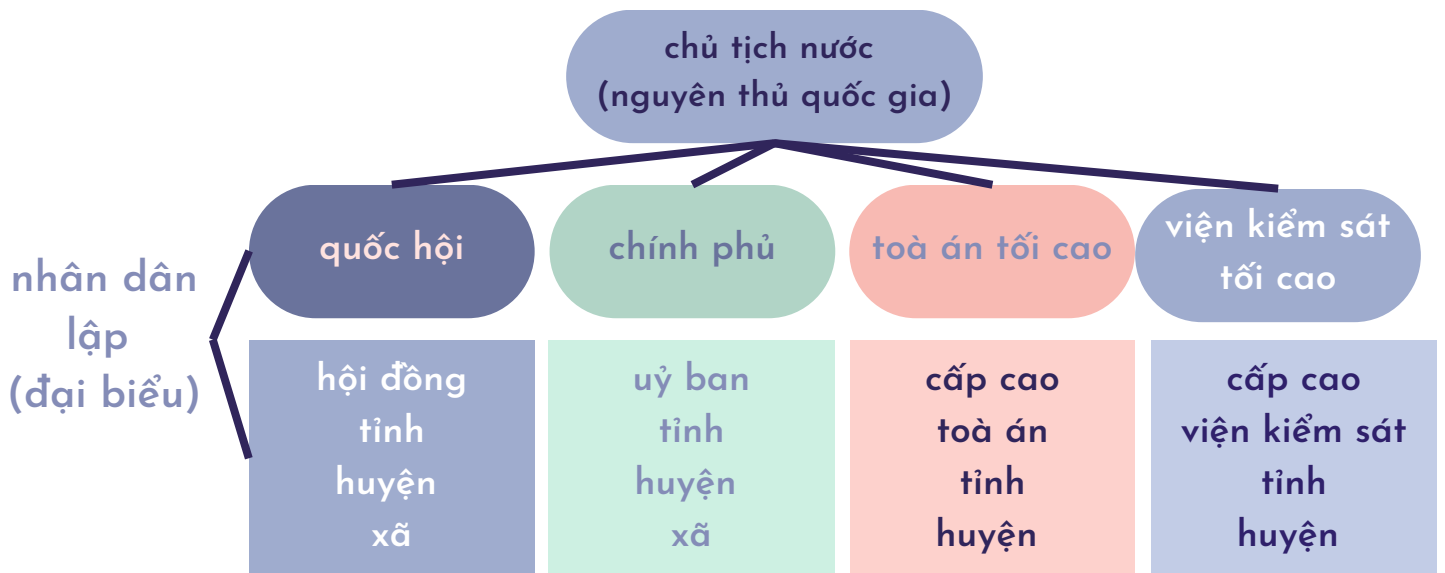 chủ tịch nước
(nguyên thủ quốc gia)
quốc hội
chính phủ
toà án tối cao
viện kiểm sát
tối cao
nhân dân
lập
(đại biểu)
hội đồng
tỉnh
huyện
xã
uỷ ban
tỉnh
huyện
xã
cấp cao
toà án
tỉnh
huyện
cấp cao
viện kiểm sát
tỉnh
huyện